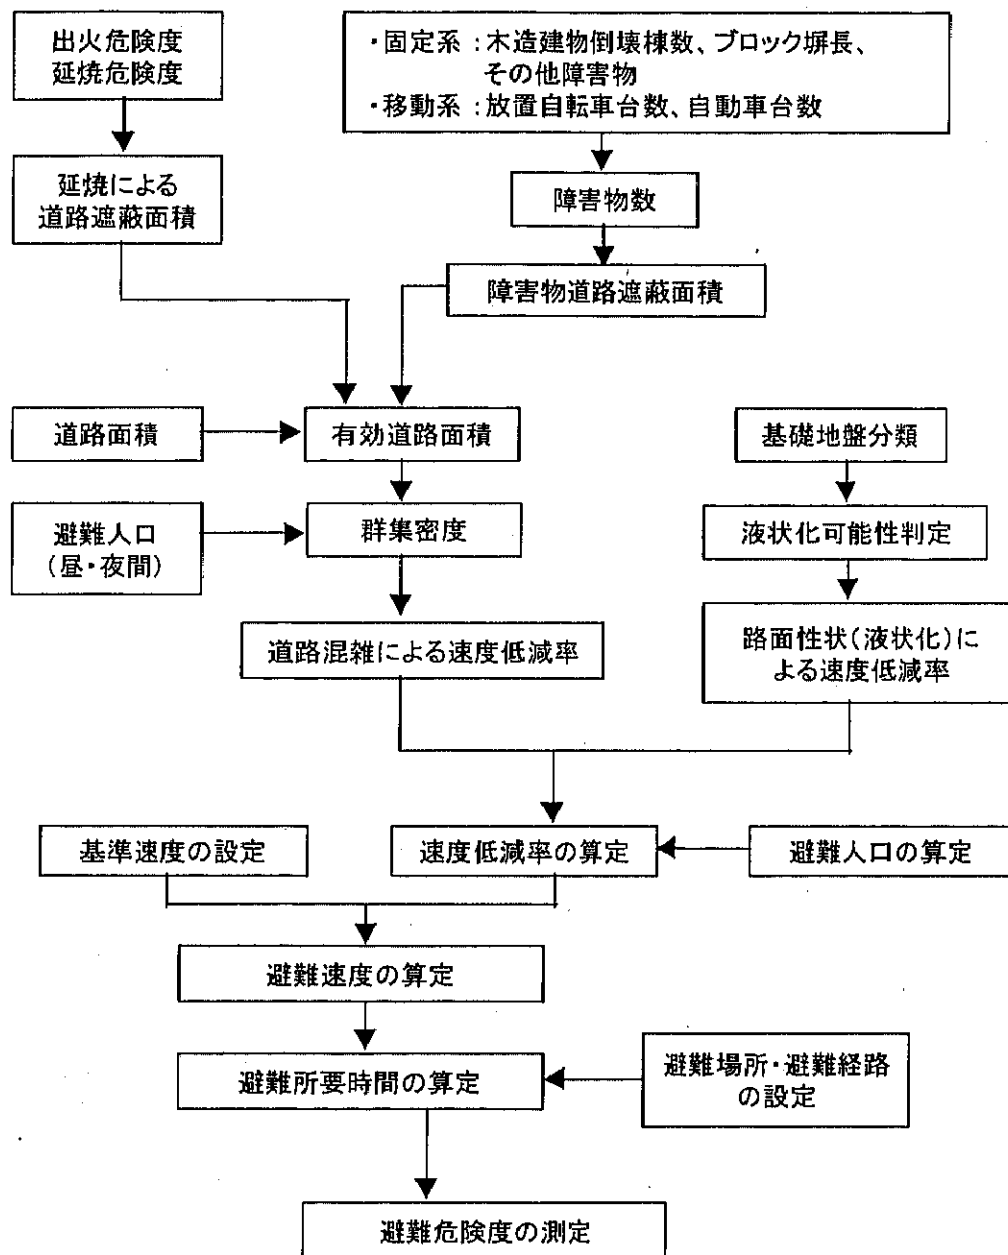 出火危険度
延焼危険度
・固定系：木造建物倒壊棟数、ブロック塀長、
その他障害物
・移動系：放置自転車台数、自動車台数
延焼による
道路遮蔽面積
障害物数
障害物道路遮蔽面積
道路面積
有効道路面積
基礎地盤分類
避難人口
（昼・夜間）
群集密度
液状化可能性判定
道路混雑による速度低減率
路面性状（液状化）に
よる速度低減率
基準速度の設定
速度低減率の算定
避難人口の算定
避難速度の算定
避難所要時間の算定
避難場所・避難経路
の設定
避難危険度の測定